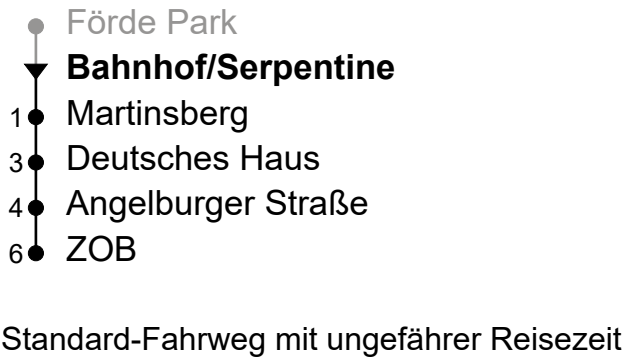 Förde Park
Bahnhof/Serpentine
1 Martinsberg
3 Deutsches Haus
4 Angelburger Straße
6 ZOB
Standard-Fahrweg mit ungefährer Reisezeit